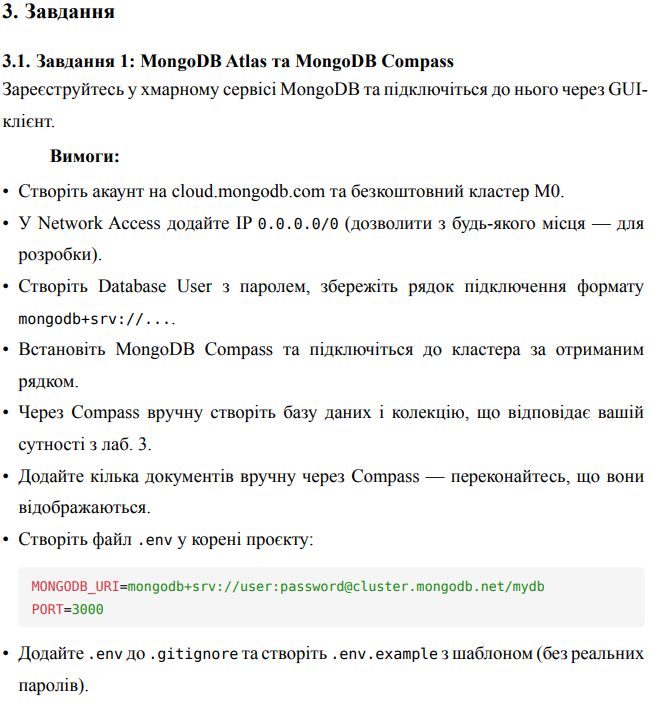 3. Завдання
3.1. Завдання 1: MongoDB Atlas та MongoDB Compass
Зареєструйтесь у хмарному сервісі MongoDB та підключіться до нього через GUI-
клієнт.
Вимоги:
• Створіть акаунт на cloud.mongodb.com та безкоштовний кластер M0.
• У Network Access додайте IP 0.0.0.0/0 (дозволити з будь-якого місця — для
розробки).
• Створіть Database User з паролем, збережіть рядок підключення формату
mongodb+srv://....
• Встановіть MongoDB Compass та підключіться до кластера за отриманим
рядком.
• Через Compass вручну створіть базу даних і колекцію, що відповідає вашій
сутності з лаб. 3.
• Додайте кілька документів вручну через Compass — переконайтесь, що вони
відображаються.
• Створіть файл .env у корені проєкту:
MONGODB_URI=mongodb+srv://user:password@cluster.mongodb.net/mydb
PORT=3000
• Додайте .env до .gitignore та створіть .env.example з шаблоном (без реальних
паролів).